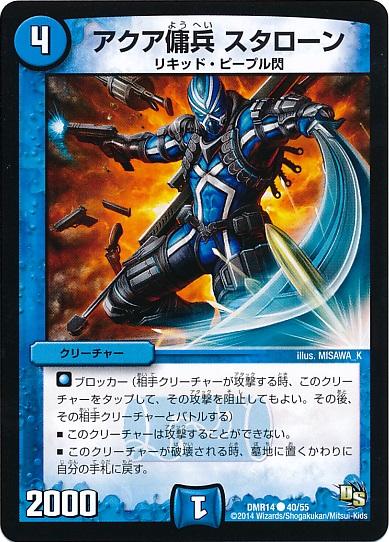 4
よう へい
アクア傭兵 スタローン
リキッド・ピープル閃
クリーチャー
illus. MISAWA_K
ブロッカー(相手クリーチャーが攻撃する時、このクリ
ーチャーをタップして、その攻撃を阻止してもよい。その後、
その相手クリーチャーとバトルする)
■ このクリーチャーは攻撃することができない。
■ このクリーチャーが破壊される時、墓地に置くかわりに
自分の手札に戻す。
2000
1
DMR14 ● 40/55
©2014 Wizards/Shogakukan/Mitsui-Kids
DS